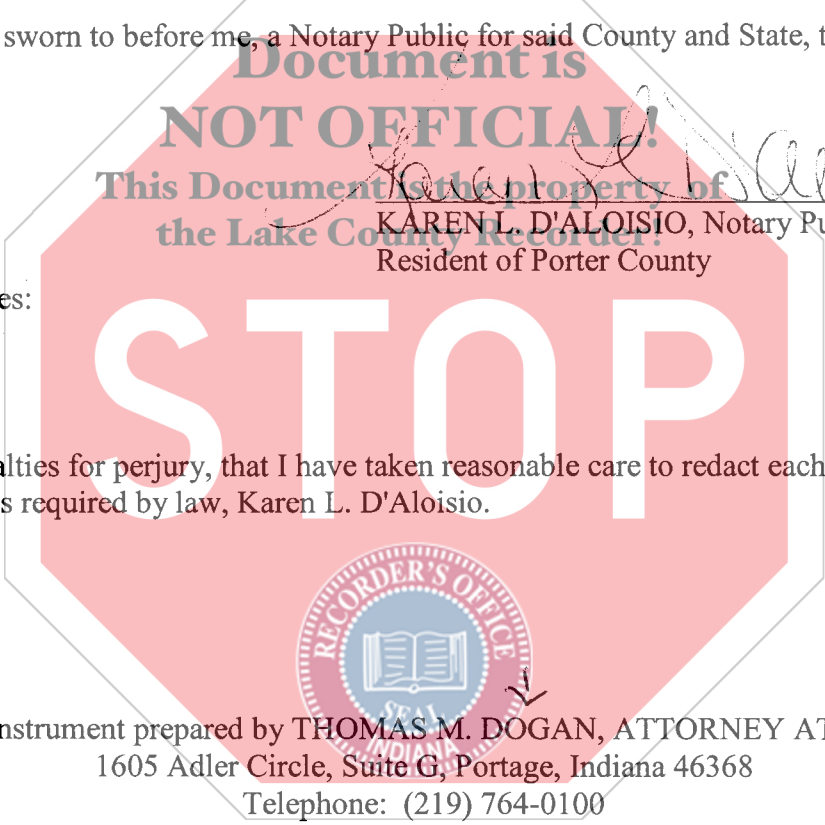 sworn to before me, a Notary Public for said County and State, t
Document is
NOT OFFICIAL!
This Document is the property of
the Lake County Recorder!
Karen L. D'Al
KAREN L. D'ALOISIO, Notary Pu
Resident of Porter County
es:
STOP
alties for perjury, that I have taken reasonable care to redact each
s required by law, Karen L. D'Aloisio.
RECORDER'S OFFICE
SEAL
INDIANA
nstrument prepared by THOMAS M. DOGAN, ATTORNEY AT
1605 Adler Circle, Suite G, Portage, Indiana 46368
Telephone: (219) 764-0100